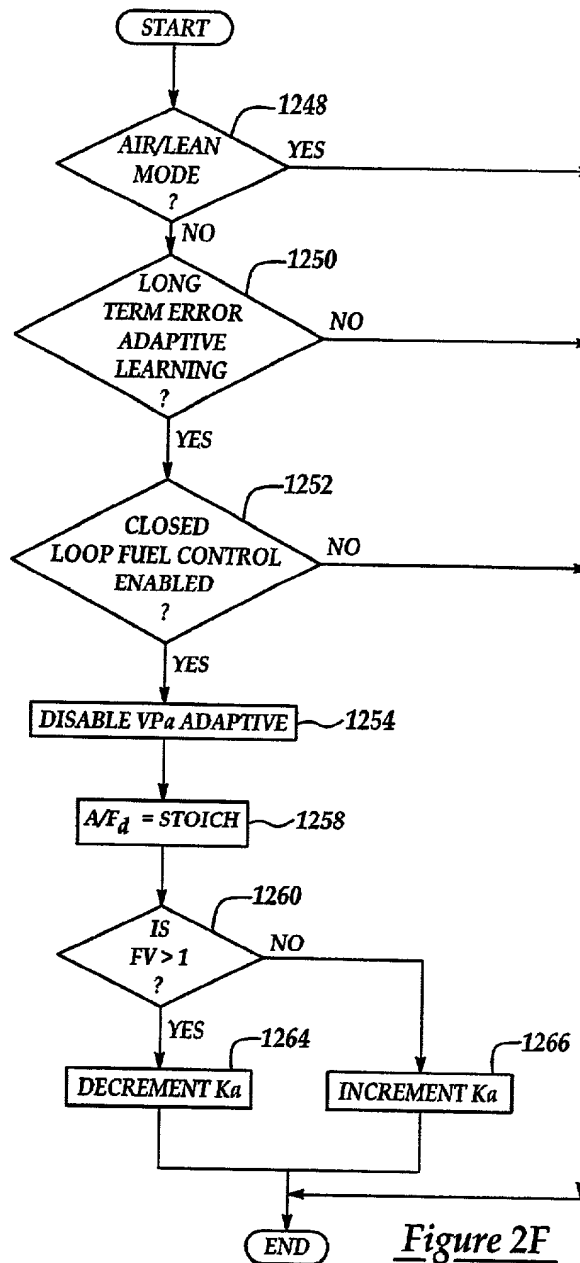 START
1248
AIR/LEAN
MODE
?
YES
NO
1250
LONG
TERM ERROR
ADAPTIVE
LEARNING
?
NO
YES
1252
CLOSED
LOOP FUEL CONTROL
ENABLED
?
NO
YES
DISABLE VPa ADAPTIVE
1254
A/Fd = STOICH
1258
1260
IS
FV > 1
?
NO
YES
1264
1266
DECREMENT Ka
INCREMENT Ka
END
Figure 2F